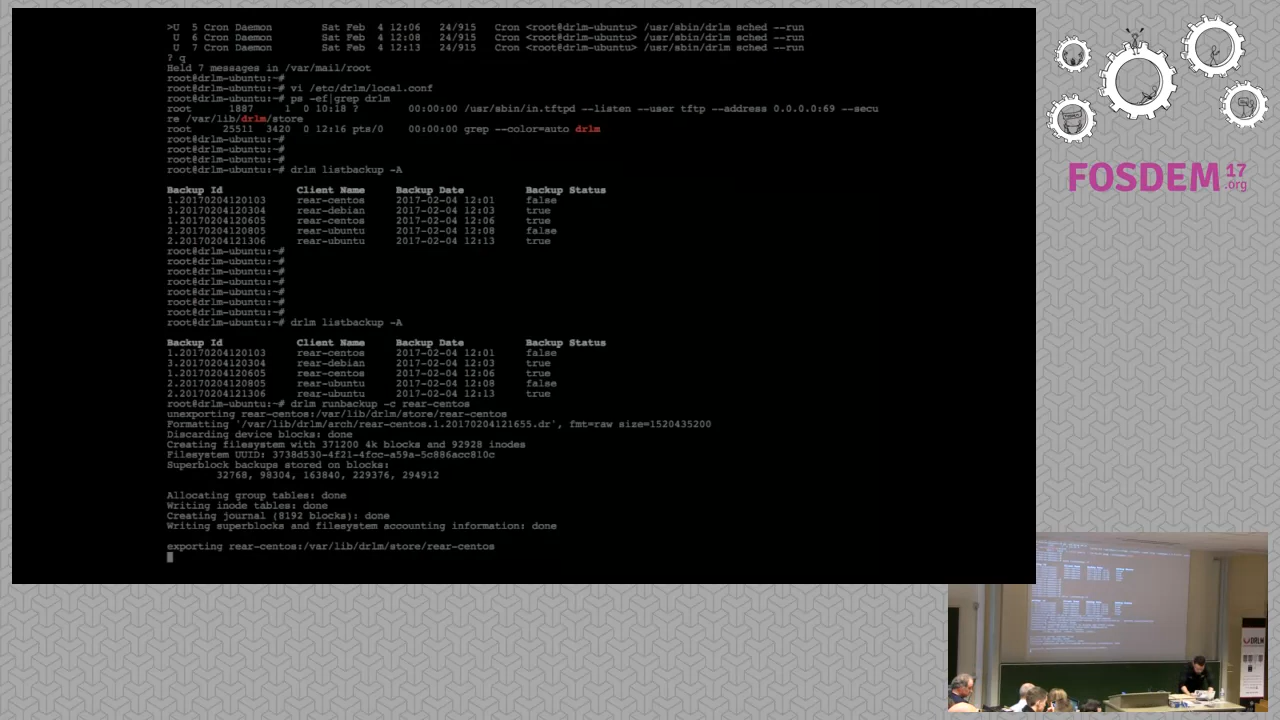 >U   5 Cron Daemon        Sat Feb  4 12:06   24/915   Cron <root@drlm-ubuntu> /usr/sbin/drlm sched --run
 U   6 Cron Daemon        Sat Feb  4 12:08   24/915   Cron <root@drlm-ubuntu> /usr/sbin/drlm sched --run
 U   7 Cron Daemon        Sat Feb  4 12:13   24/915   Cron <root@drlm-ubuntu> /usr/sbin/drlm sched --run
? q
Held 7 messages in /var/mail/root
root@drlm-ubuntu:~#
root@drlm-ubuntu:~# vi /etc/drlm/local.conf
root@drlm-ubuntu:~# ps -ef|grep drlm
root      1887     1  0 10:18 ?        00:00:00 /usr/sbin/in.tftpd --listen --user tftp --address 0.0.0.0:69 --secu
re /var/lib/drlm/store
root     25511  3420  0 12:16 pts/0    00:00:00 grep --color=auto drlm
root@drlm-ubuntu:~#
root@drlm-ubuntu:~#
root@drlm-ubuntu:~#
root@drlm-ubuntu:~# drlm listbackup -A
Backup Id            Client Name     Backup Date          Backup Status
1.20170204120103     rear-centos     2017-02-04 12:01     false
3.20170204120304     rear-debian     2017-02-04 12:03     true
1.20170204120605     rear-centos     2017-02-04 12:06     true
2.20170204120805     rear-ubuntu     2017-02-04 12:08     false
2.20170204121306     rear-ubuntu     2017-02-04 12:13     true
root@drlm-ubuntu:~#
root@drlm-ubuntu:~#
root@drlm-ubuntu:~#
root@drlm-ubuntu:~#
root@drlm-ubuntu:~#
root@drlm-ubuntu:~#
root@drlm-ubuntu:~#
root@drlm-ubuntu:~# drlm listbackup -A
Backup Id            Client Name     Backup Date          Backup Status
1.20170204120103     rear-centos     2017-02-04 12:01     false
3.20170204120304     rear-debian     2017-02-04 12:03     true
1.20170204120605     rear-centos     2017-02-04 12:06     true
2.20170204120805     rear-ubuntu     2017-02-04 12:08     false
2.20170204121306     rear-ubuntu     2017-02-04 12:13     true
root@drlm-ubuntu:~# drlm runbackup -c rear-centos
unexporting rear-centos:/var/lib/drlm/store/rear-centos
Formatting '/var/lib/drlm/arch/rear-centos.1.20170204121655.dr', fmt=raw size=1520435200
Discarding device blocks: done
Creating filesystem with 371200 4k blocks and 92928 inodes
Filesystem UUID: 3738d530-4f21-4fcc-a59a-5c886acc810c
Superblock backups stored on blocks:
        32768, 98304, 163840, 229376, 294912
Allocating group tables: done
Writing inode tables: done
Creating journal (8192 blocks): done
Writing superblocks and filesystem accounting information: done
exporting rear-centos:/var/lib/drlm/store/rear-centos
FOSDEM 17 .org
DRLM